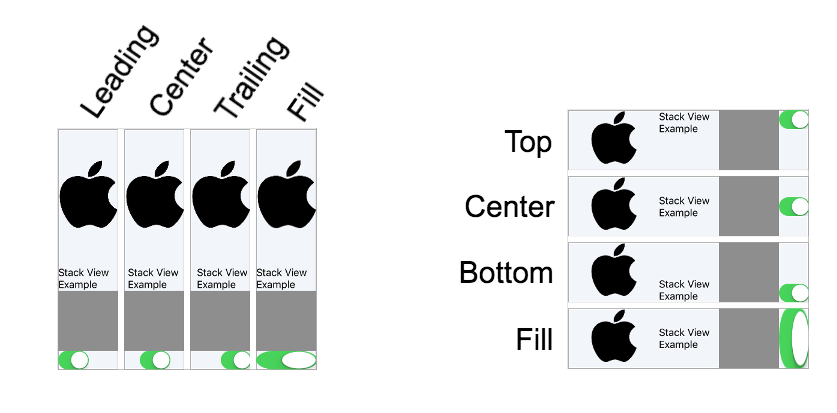 Leading
Center
Trailing
Fill
Stack View
Example
Stack View
Example
Stack View
Example
Stack View
Example
Top
Stack View
Example
Center
Stack View
Example
Bottom
Stack View
Example
Fill
Stack View
Example